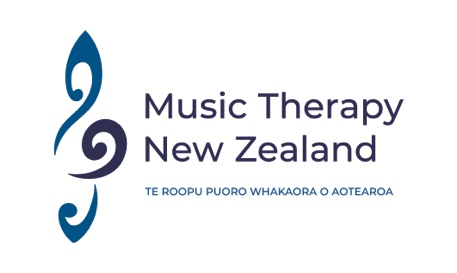 Music Therapy
New Zealand
TE ROOPU PUORO WHAKAORA O AOTEAROA